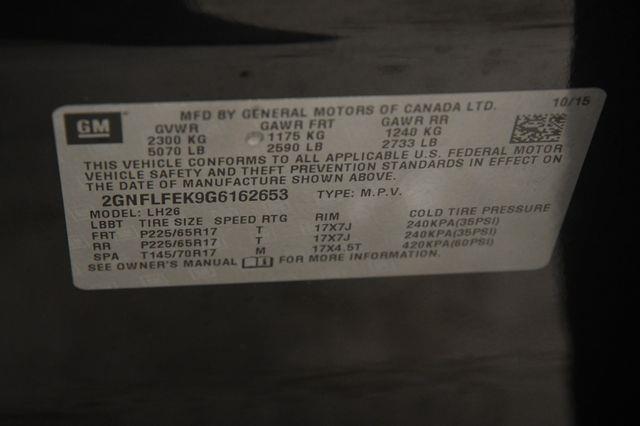 MFD BY GENERAL MOTORS OF CANADA LTD. 10/15
GM
GVWR GAWR FRT GAWR RR
2300 KG 1175 KG 1240 KG
5070 LB 2590 LB 2733 LB
THIS VEHICLE CONFORMS TO ALL APPLICABLE U.S. FEDERAL MOTOR
VEHICLE SAFETY AND THEFT PREVENTION STANDARDS IN EFFECT ON
THE DATE OF MANUFACTURE SHOWN ABOVE.
2GNFLFEK9G6162653 TYPE: M.P.V.
MODEL: LH26
LBBT TIRE SIZE SPEED RTG RIM COLD TIRE PRESSURE
FRT P225/65R17 T 17X7J 240KPA(35PSI)
RR P225/65R17 T 17X7J 240KPA(35PSI)
SPA T145/70R17 M 17X4.5T 420KPA(60PSI)
SEE OWNER'S MANUAL FOR MORE INFORMATION.